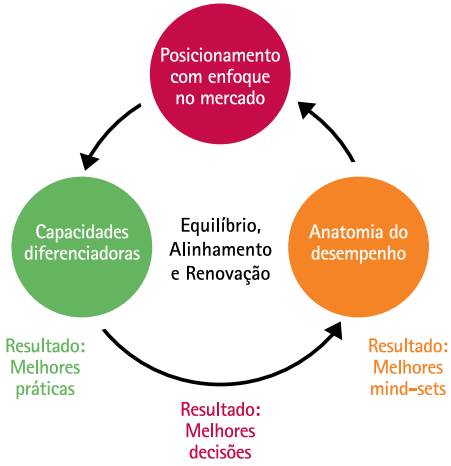 Posicionamento
com enfoque
no mercado
Capacidades
diferenciadoras
Equilíbrio,
Alinhamento
e Renovação
Anatomia do
desempenho
Resultado:
Melhores
práticas
Resultado:
Melhores
decisões
Resultado:
Melhores
mind-sets